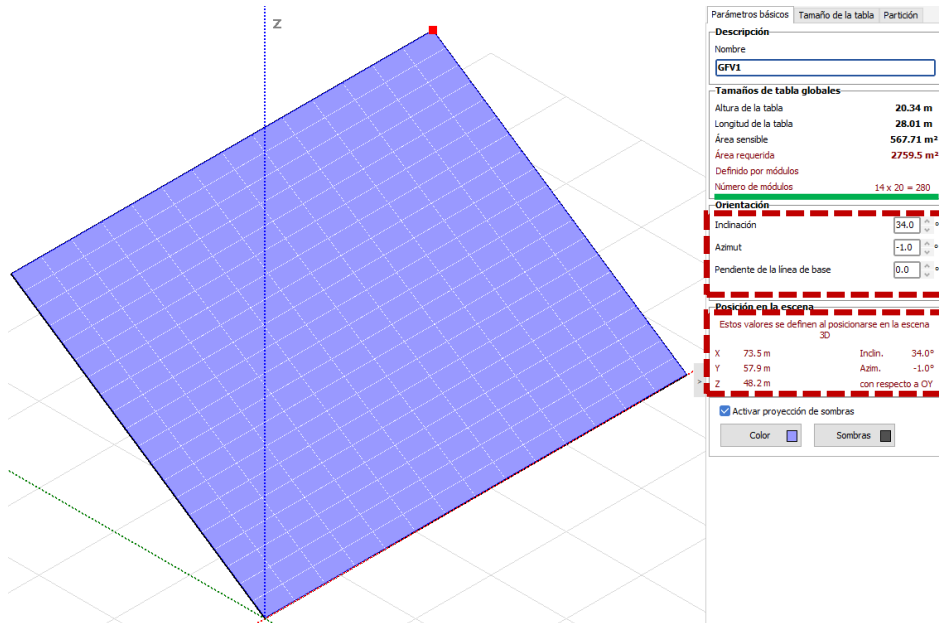 Z
Parámetros básicos Tamaño de la tabla Partición
Descripción
Nombre
GFV1
Tamaños de tabla globales
Altura de la tabla 20.34 m
Longitud de la tabla 28.01 m
Área sensible 567.71 m²
Área requerida 2759.5 m²
Definido por módulos
Número de módulos 14 x 20 = 280
Orientación
Inclinación 34.0 °
Azimut -1.0 °
Pendiente de la línea de base 0.0 °
Posición en la escena
Estos valores se definen al posicionarse en la escena
3D
X 73.5 m Inclin. 34.0°
Y 57.9 m Azim. -1.0°
Z 48.2 m con respecto a OY
>
Activar proyección de sombras
Color Sombras